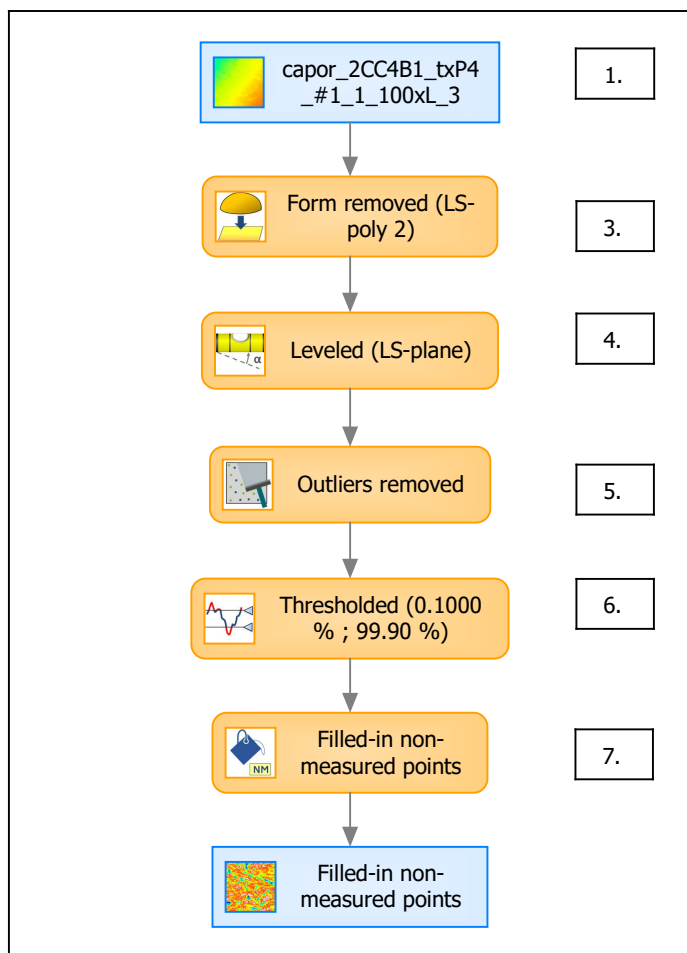 capor_2CC4B1_txP4
_#1_1_100xL_3
1.
Form removed (LS-
poly 2)
3.
α
Leveled (LS-plane)
4.
Outliers removed
5.
Thresholded (0.1000
% ; 99.90 %)
6.
NM
Filled-in non-
measured points
7.
Filled-in non-
measured points